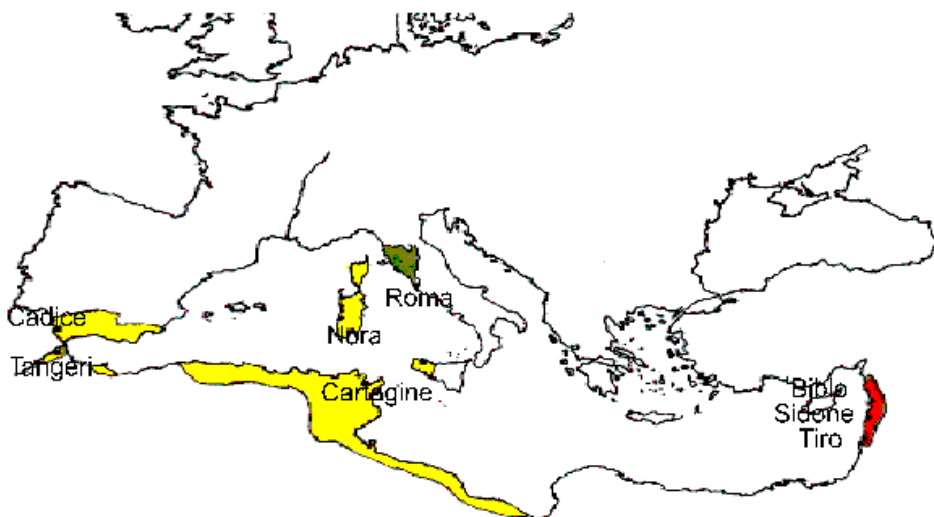 Roma
Cadice
Nora
Tangeri
Cartagine
Biblo
Sidone
Tiro